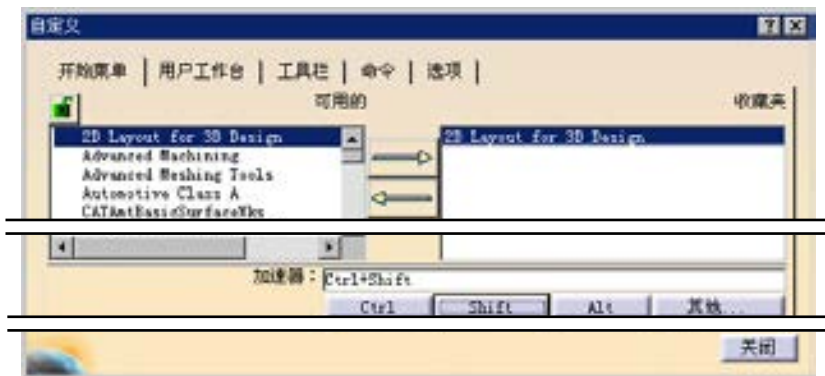 自定义
开始菜单 用户工作台 工具栏 命令 选项
可用的 收藏夹
2D Layout for 3D Design 2D Layout for 3D Design
Advanced Machining
Advanced Meshing Tools
Automotive Class A
CATAntBasicSurfaceWks
加速器：Ctrl+Shift
Ctrl Shift Alt 其他...
关闭